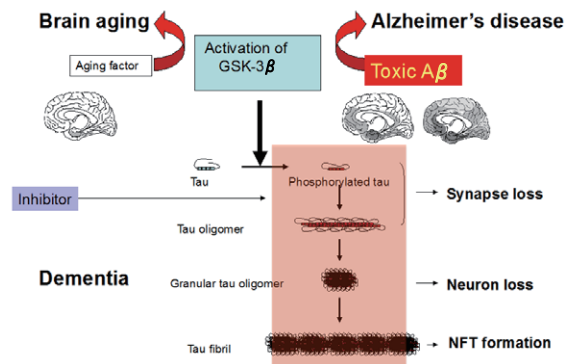 Brain aging
Alzheimer's disease
Activation of
GSK-3β
Aging factor
Toxic Aβ
Tau
Phosphorylated tau
Inhibitor
Synapse loss
Tau oligomer
Dementia
Granular tau oligomer
Neuron loss
Tau fibril
NFT formation